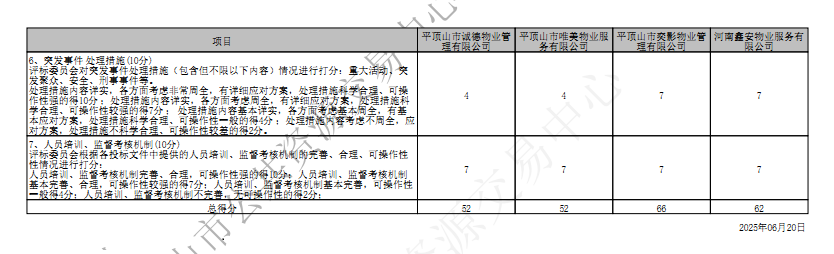 项目
平顶山市诚德物业管
理有限公司
平顶山市唯美物业服
务有限公司
平顶山市奕影物业管
理有限公司
河南鑫安物业服务有
限公司
6、突发事件 处理措施(10分)
评标委员会对突发事件处理措施（包含但不限以下内容）情况进行打分：重大活动、突
发聚众、安全、刑事事件等。
处理措施内容详实，各方面考虑非常周全，有详细应对方案，处理措施科学合理、可操
作性强的得10分； 处理措施内容详实，各方面考虑周全，有详细应对方案，处理措施科
学合理、可操作性较强的得7分； 处理措施内容基本详实，各方面考虑基本周全，有基
本应对方案，处理措施科学合理、可操作性一般的得4分；处理措施内容考虑不周全，应
对方案，处理措施不科学合理、可操作性较差的得2分。
4
4
7
7
7、人员培训、监督考核机制(10分)
评标委员会根据各投标文件中提供的人员培训、监督考核机制的完善、合理、可操作性
性情况进行打分：
人员培训、监督考核机制完善、合理，可操作性强的得10分；人员培训、监督考核机制
基本完善、合理，可操作性较强的得7分；人员培训、监督考核机制基本完善，可操作性
一般得4分；人员培训、监督考核机制不完善，无可操作性的得2分；
7
7
7
7
总得分
52
52
66
62
2025年06月20日
山市公共资源交易中心
资源交易中心